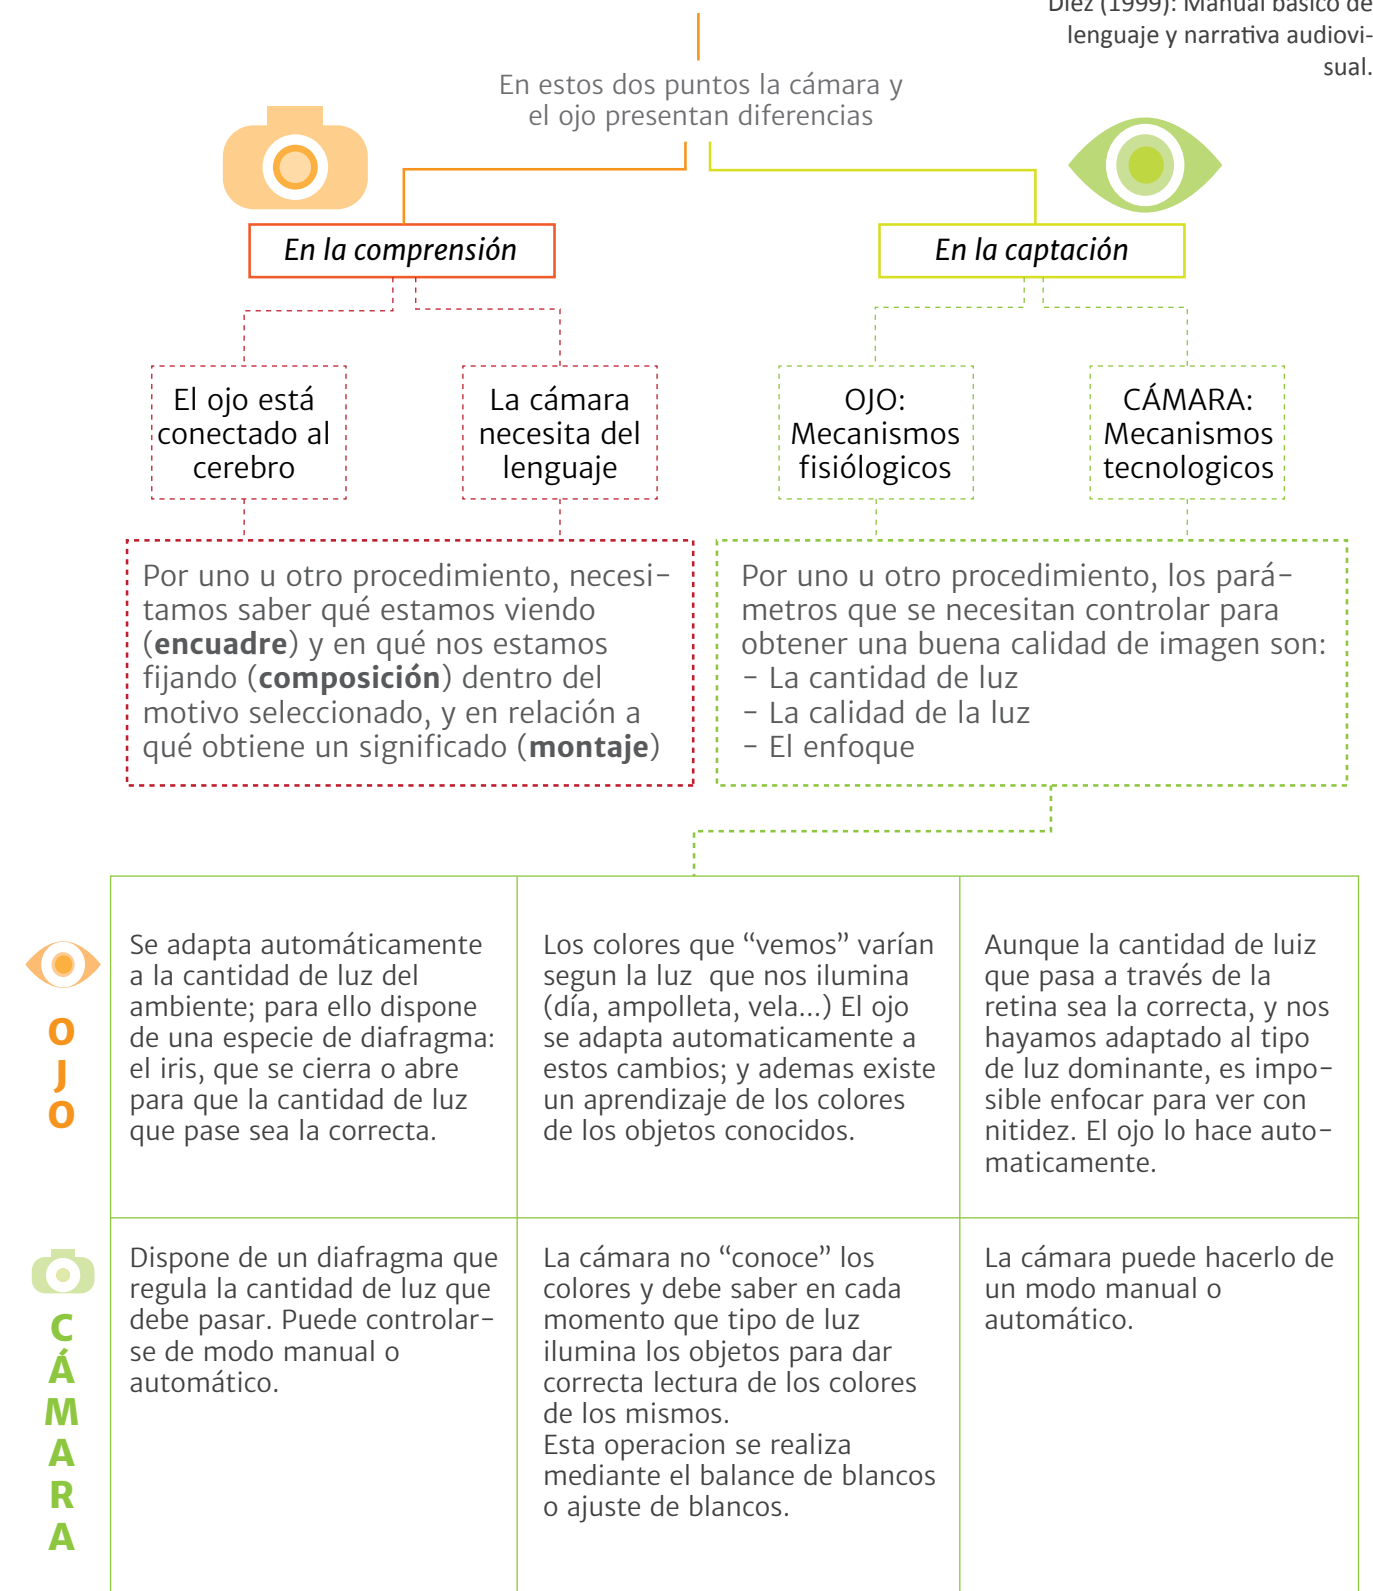 Díez (1999): Manual básico de
lenguaje y narrativa audiovi-
sual.
En estos dos puntos la cámara y
el ojo presentan diferencias
En la comprensión
En la captación
El ojo está
conectado al
cerebro
La cámara
necesita del
lenguaje
OJO:
Mecanismos
fisiólogicos
CÁMARA:
Mecanismos
tecnologicos
Por uno u otro procedimiento, necesi-
tamos saber qué estamos viendo
(encuadre) y en qué nos estamos
fijando (composición) dentro del
motivo seleccionado, y en relación a
qué obtiene un significado (montaje)
Por uno u otro procedimiento, los pará-
metros que se necesitan controlar para
obtener una buena calidad de imagen son:
- La cantidad de luz
- La calidad de la luz
- El enfoque
OJO
Se adapta automáticamente
a la cantidad de luz del
ambiente; para ello dispone
de una especie de diafragma:
el iris, que se cierra o abre
para que la cantidad de luz
que pase sea la correcta.
Los colores que “vemos” varían
segun la luz  que nos ilumina
(día, ampolleta, vela...) El ojo
se adapta automaticamente a
estos cambios; y ademas existe
un aprendizaje de los colores
de los objetos conocidos.
Aunque la cantidad de luiz
que pasa a través de la
retina sea la correcta, y nos
hayamos adaptado al tipo
de luz dominante, es impo-
sible enfocar para ver con
nitidez. El ojo lo hace auto-
maticamente.
CÁMARA
Dispone de un diafragma que
regula la cantidad de luz que
debe pasar. Puede controlar-
se de modo manual o
automático.
La cámara no “conoce” los
colores y debe saber en cada
momento que tipo de luz
ilumina los objetos para dar
correcta lectura de los colores
de los mismos.
Esta operacion se realiza
mediante el balance de blancos
o ajuste de blancos.
La cámara puede hacerlo de
un modo manual o
automático.